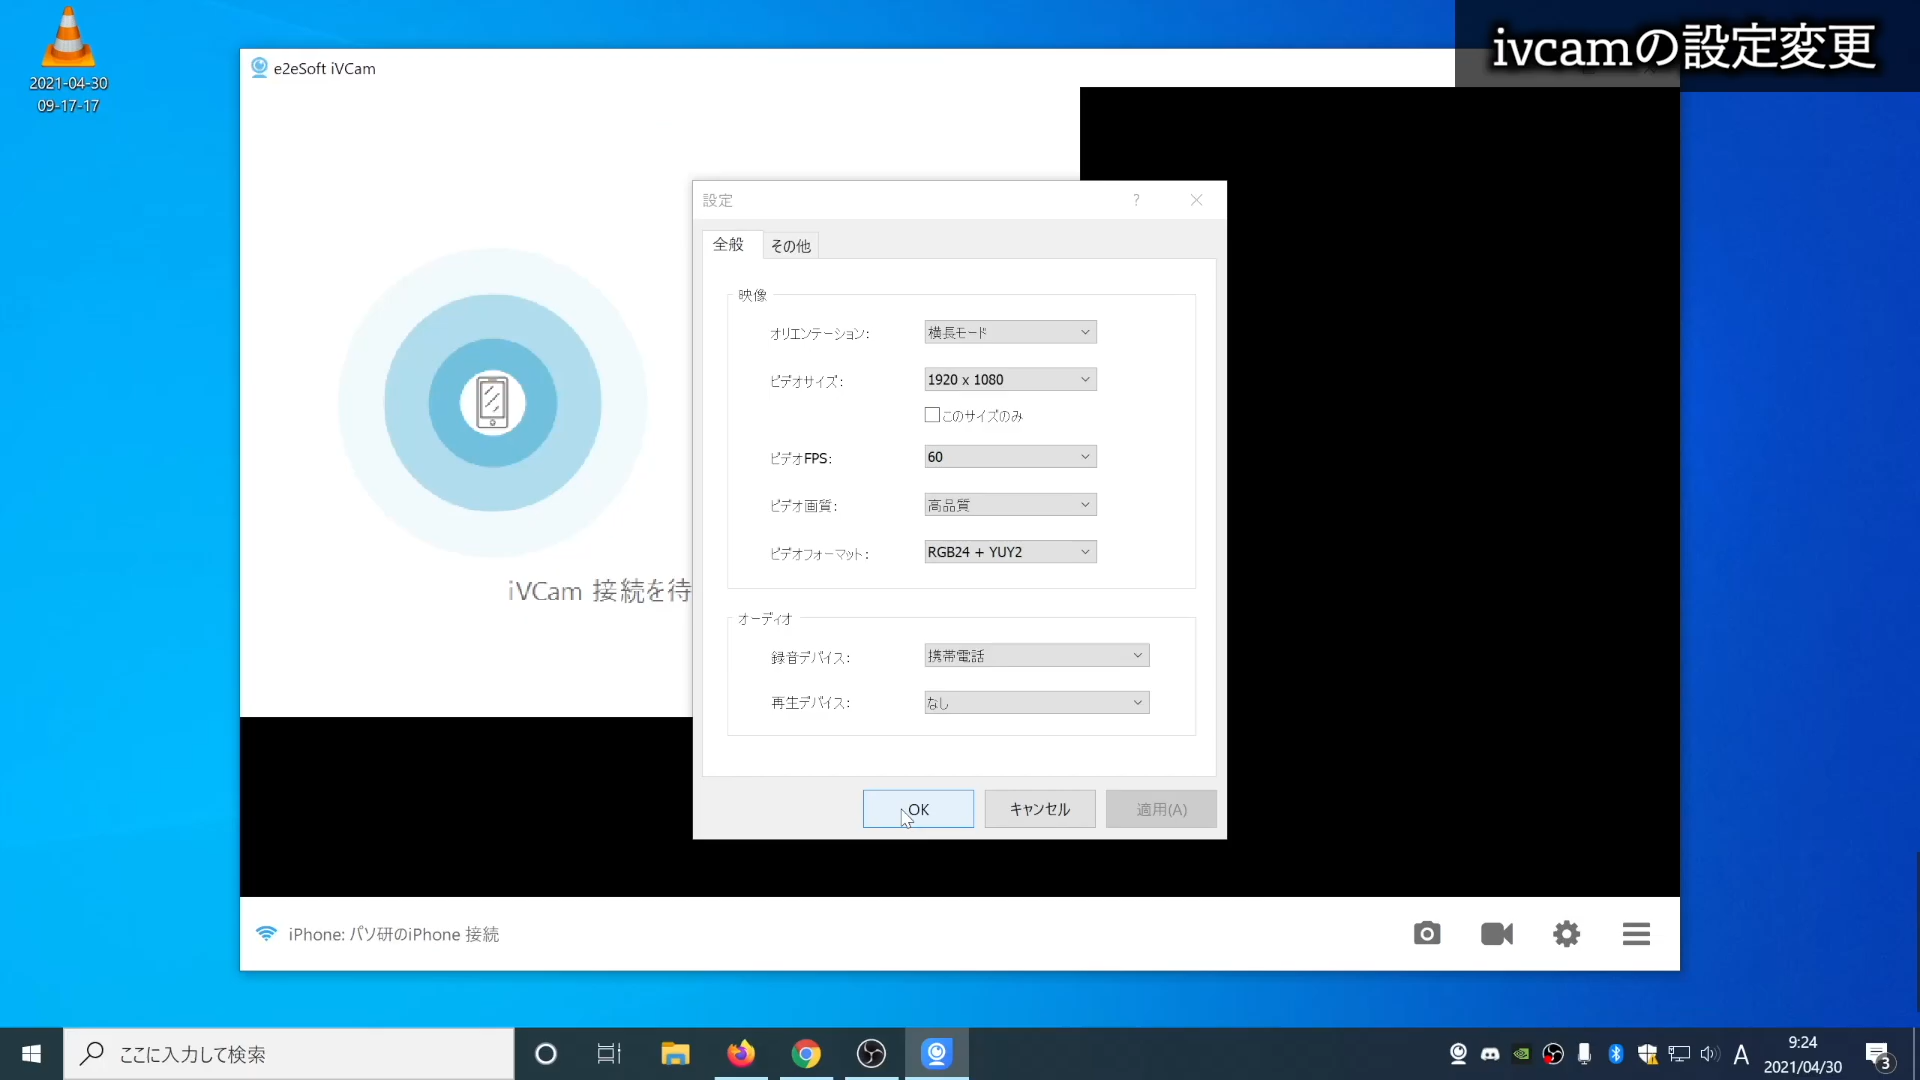 2021-04-30
09-17-17
e2eSoft iVCam
ivcamの設定変更
設定
?
全般
その他
映像
オリエンテーション:
横長モード
ビデオサイズ:
1920 x 1080
このサイズのみ
ビデオFPS:
60
ビデオ画質:
高品質
ビデオフォーマット:
RGB24 + YUY2
iVCam 接続を待
オーディオ
録音デバイス:
携帯電話
再生デバイス:
なし
OK
キャンセル
適用(A)
iPhone: パソ研のiPhone 接続
ここに入力して検索
A
9:24
2021/04/30
3